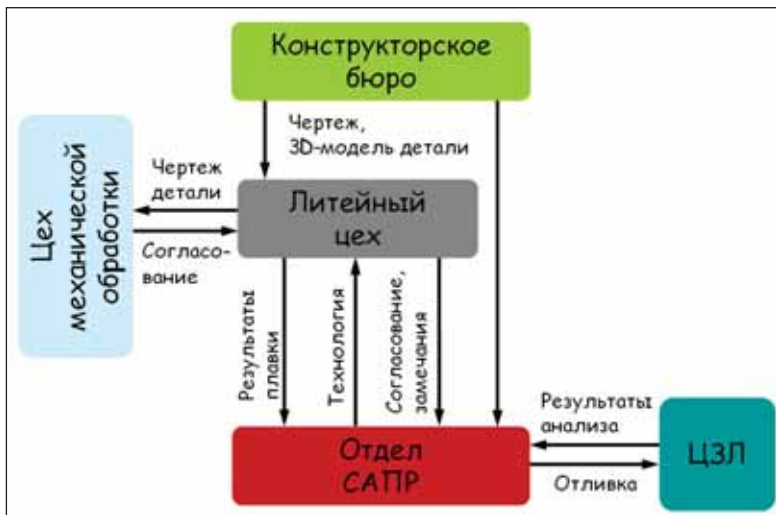 Конструкторское
бюро
Чертеж,
3D-модель детали
Цех
механической
обработки
Чертеж
детали
Согласо-
вание
Литейный
цех
Результаты
плавки
Технология
Согласование,
замечания
Результаты
анализа
Отливка
Отдел
САПР
ЦЗЛ